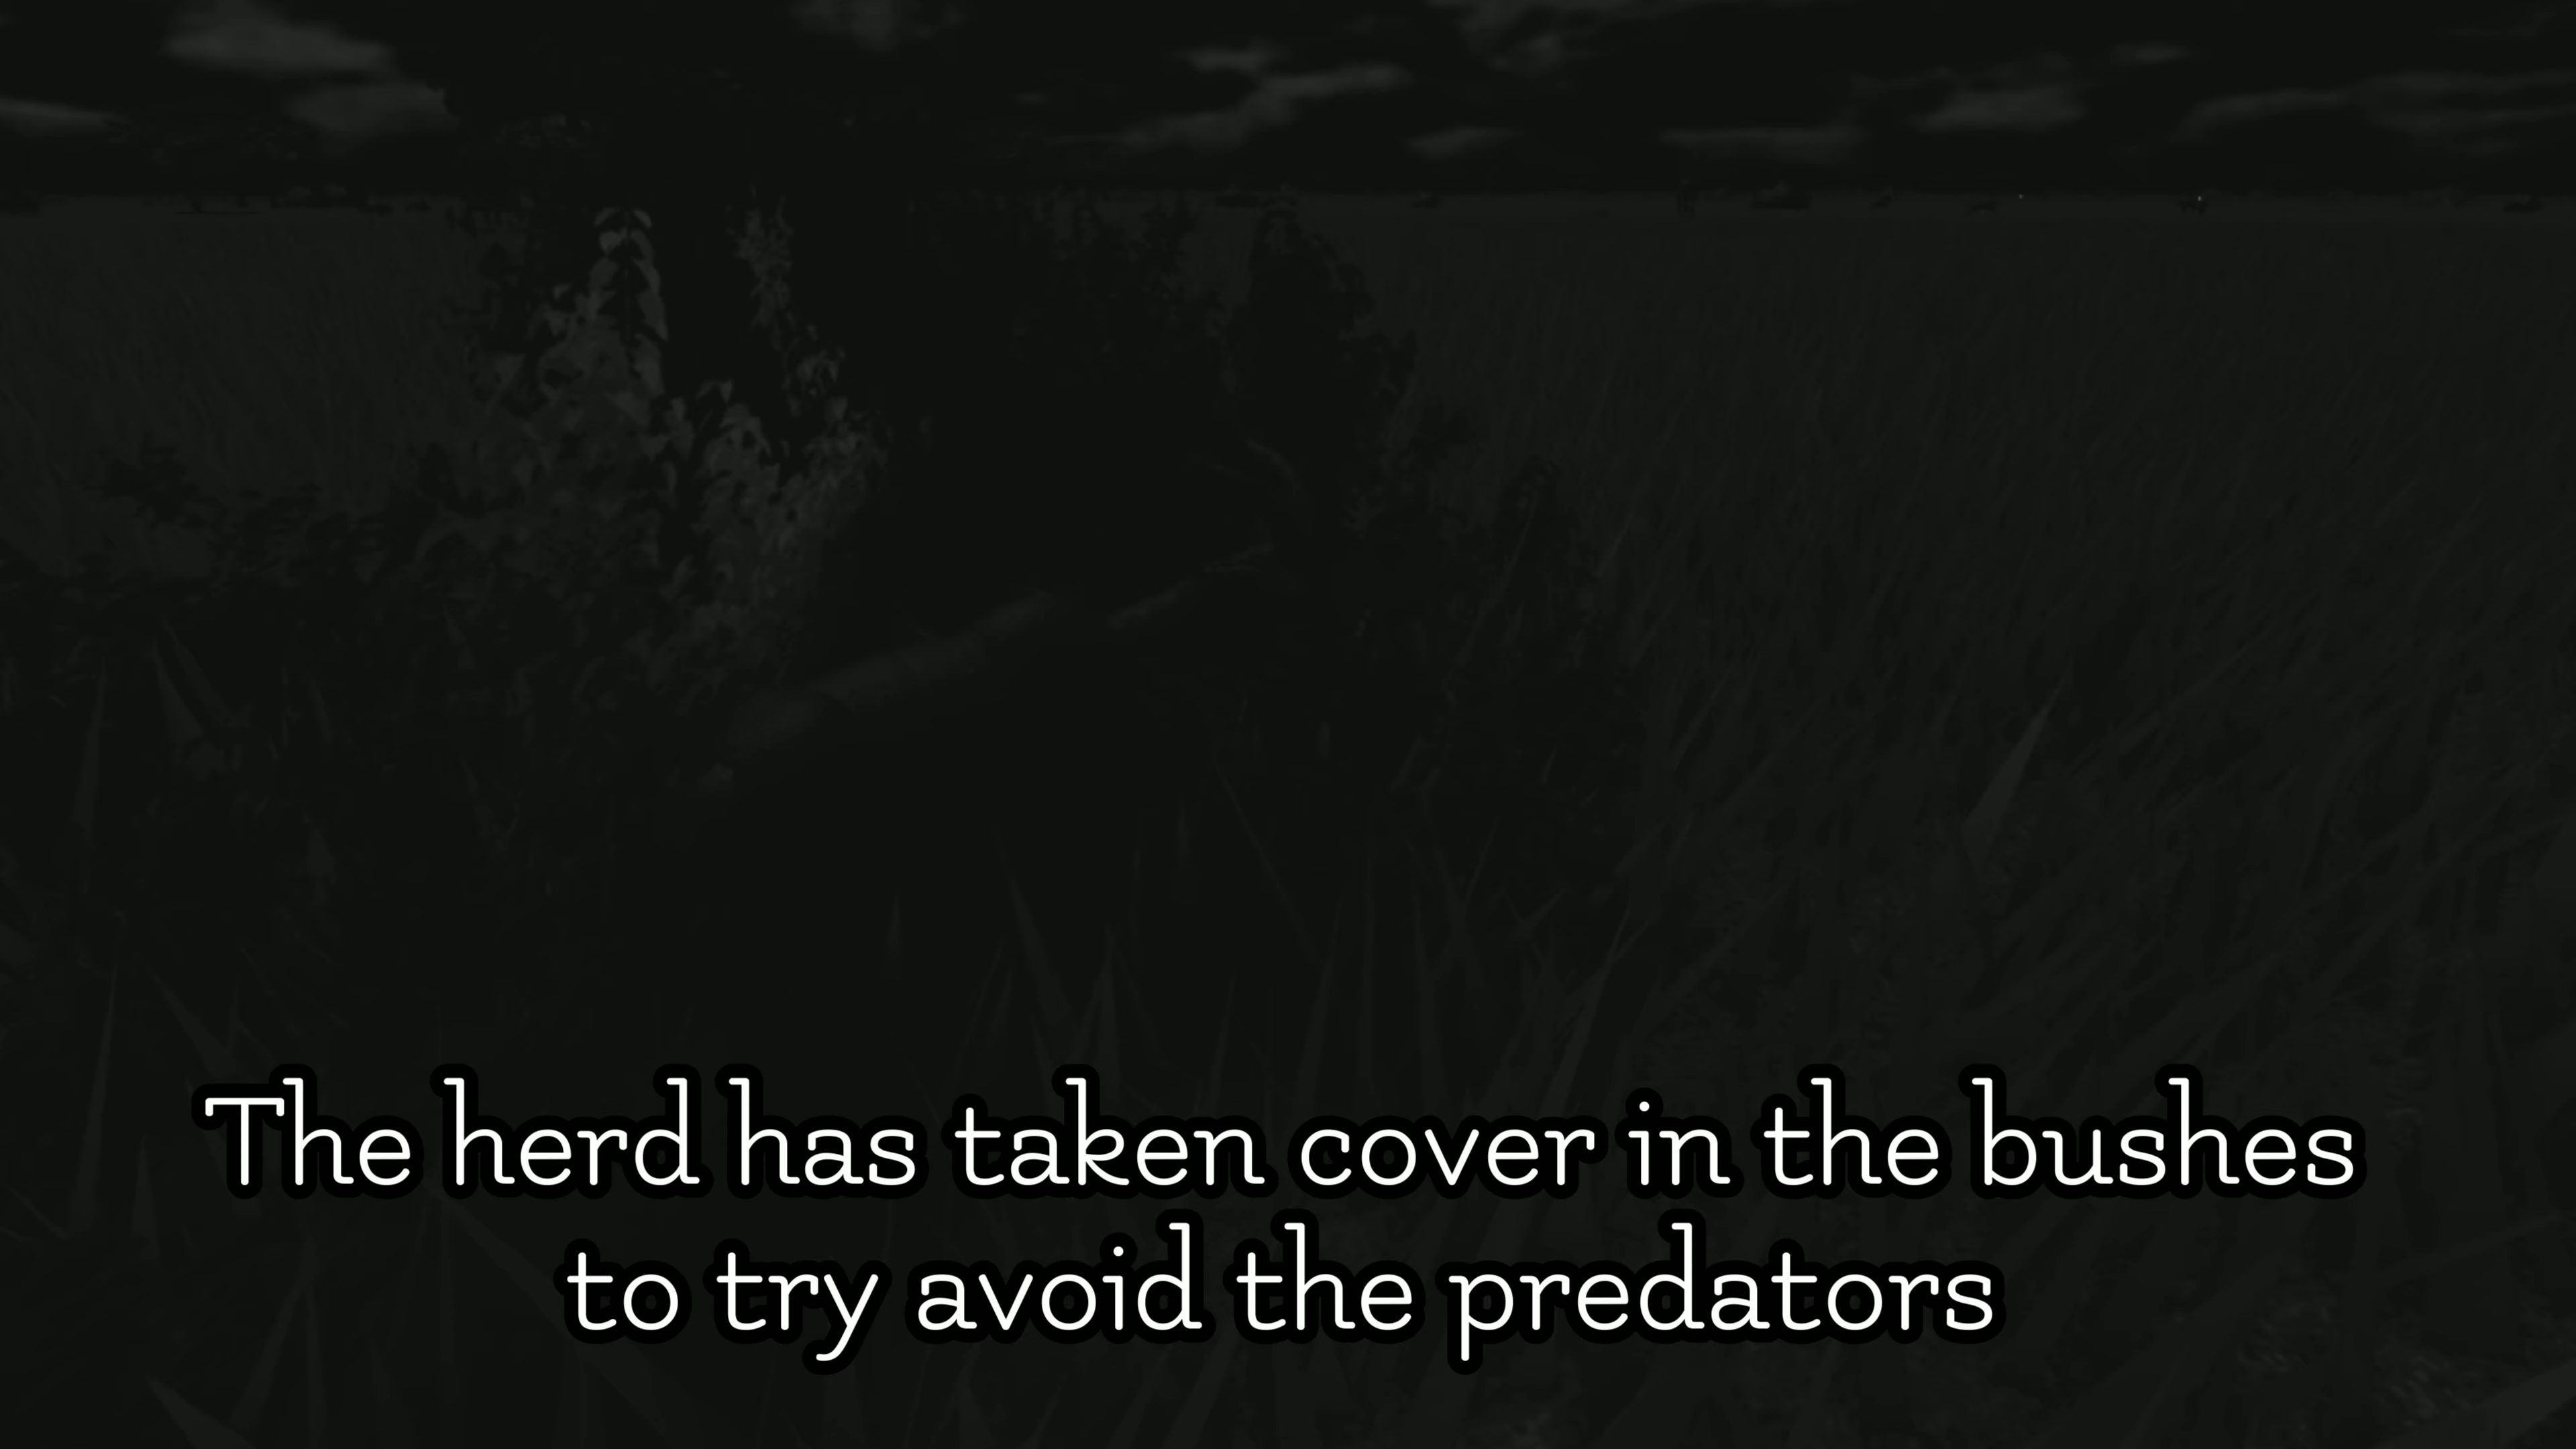 The herd has taken cover in the bushes
to try avoid the predators